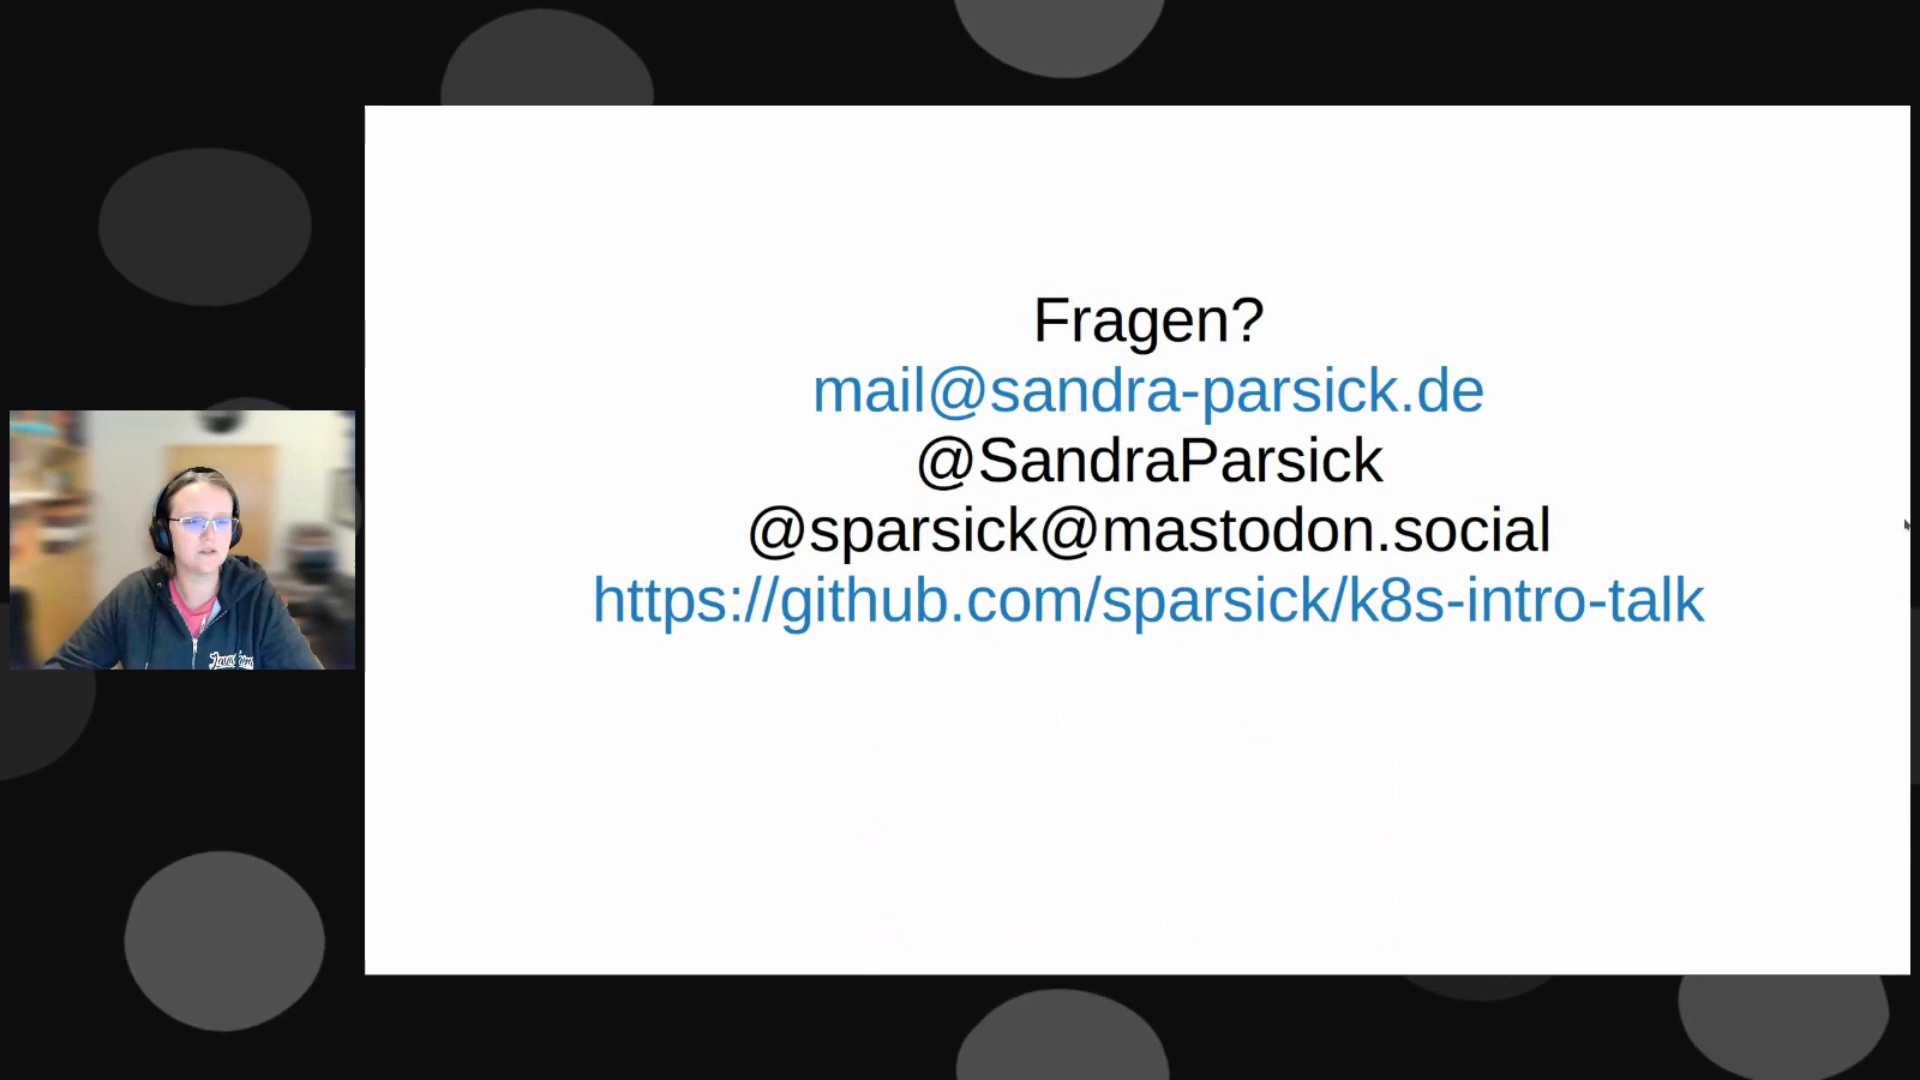 Fragen?
mail@sandra-parsick.de
@SandraParsick
@sparsick@mastodon.social
https://github.com/sparsick/k8s-intro-talk